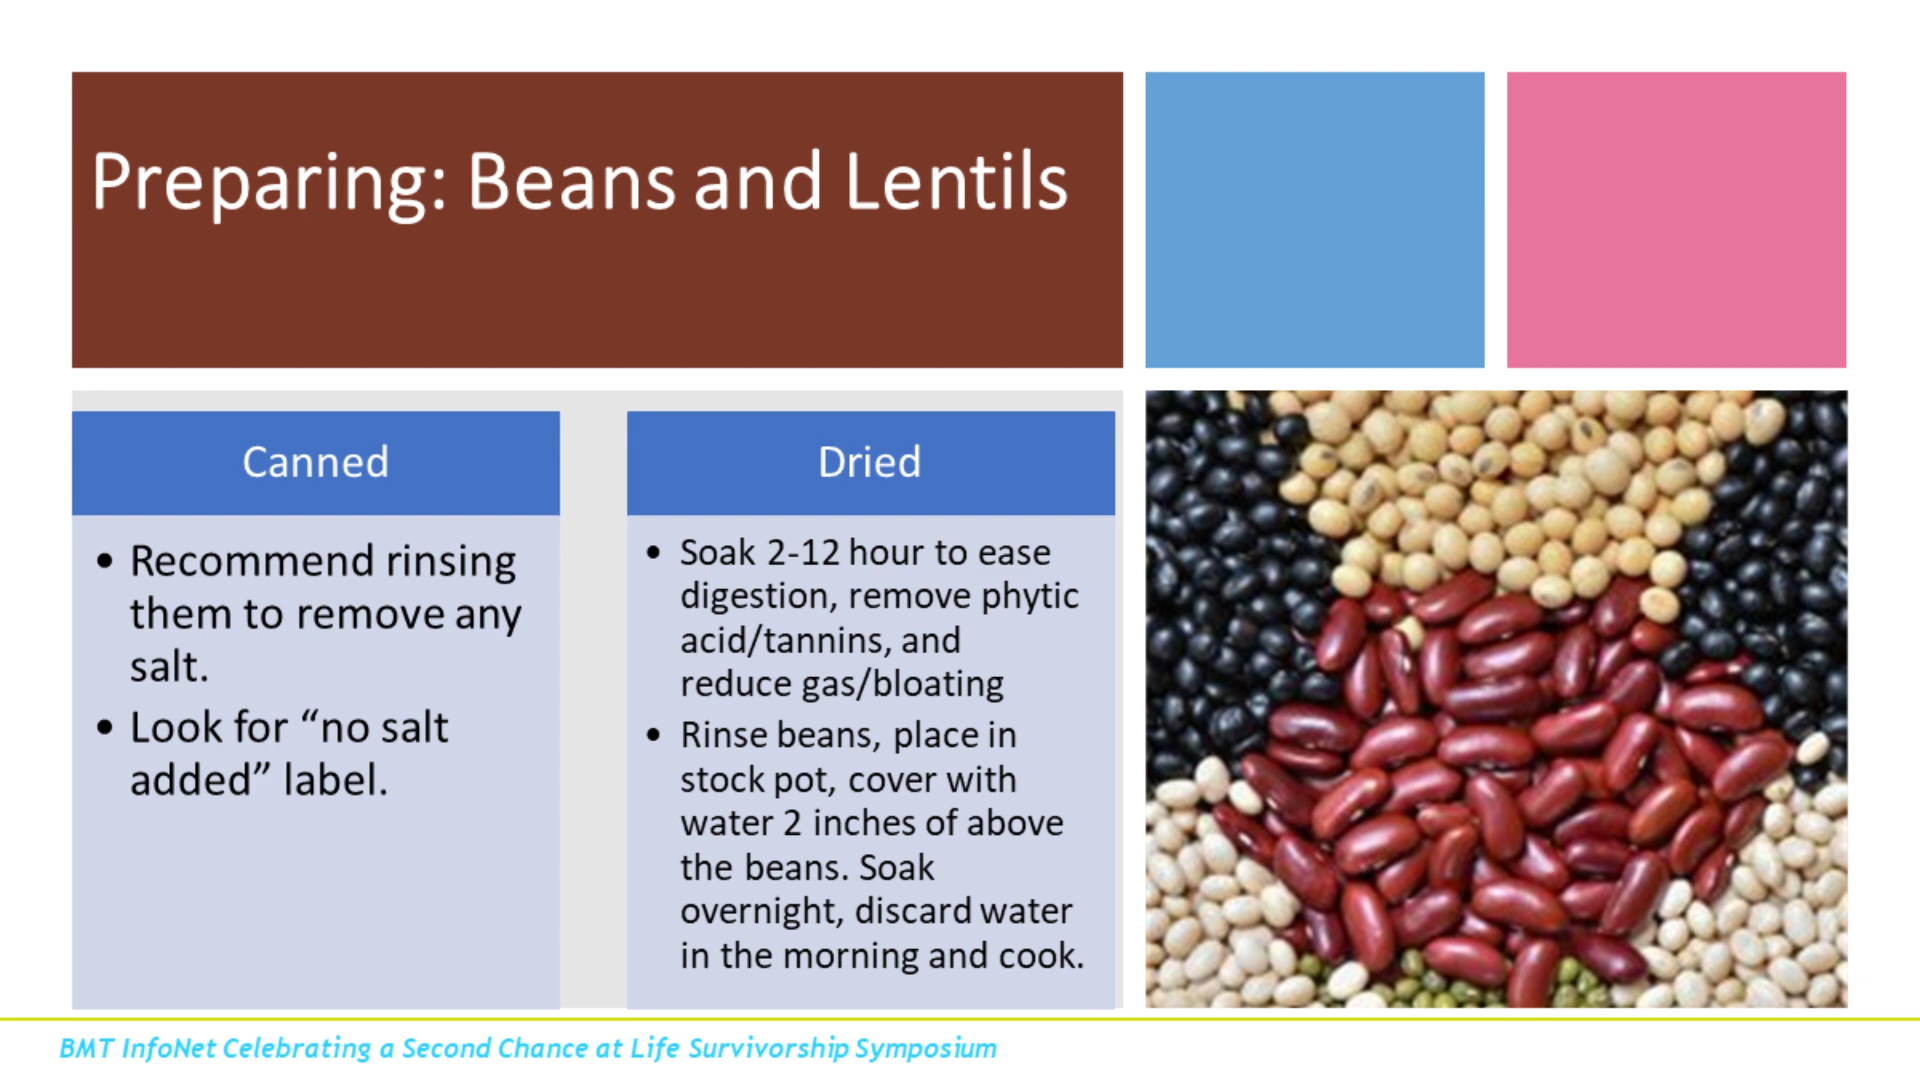 Preparing: Beans and Lentils
Canned
• Recommend rinsing
them to remove any
salt.
• Look for “no salt
added” label.
Dried
• Soak 2-12 hour to ease
digestion, remove phytic
acid/tannins, and
reduce gas/bloating
• Rinse beans, place in
stock pot, cover with
water 2 inches of above
the beans. Soak
overnight, discard water
in the morning and cook.
BMT InfoNet Celebrating a Second Chance at Life Survivorship Symposium